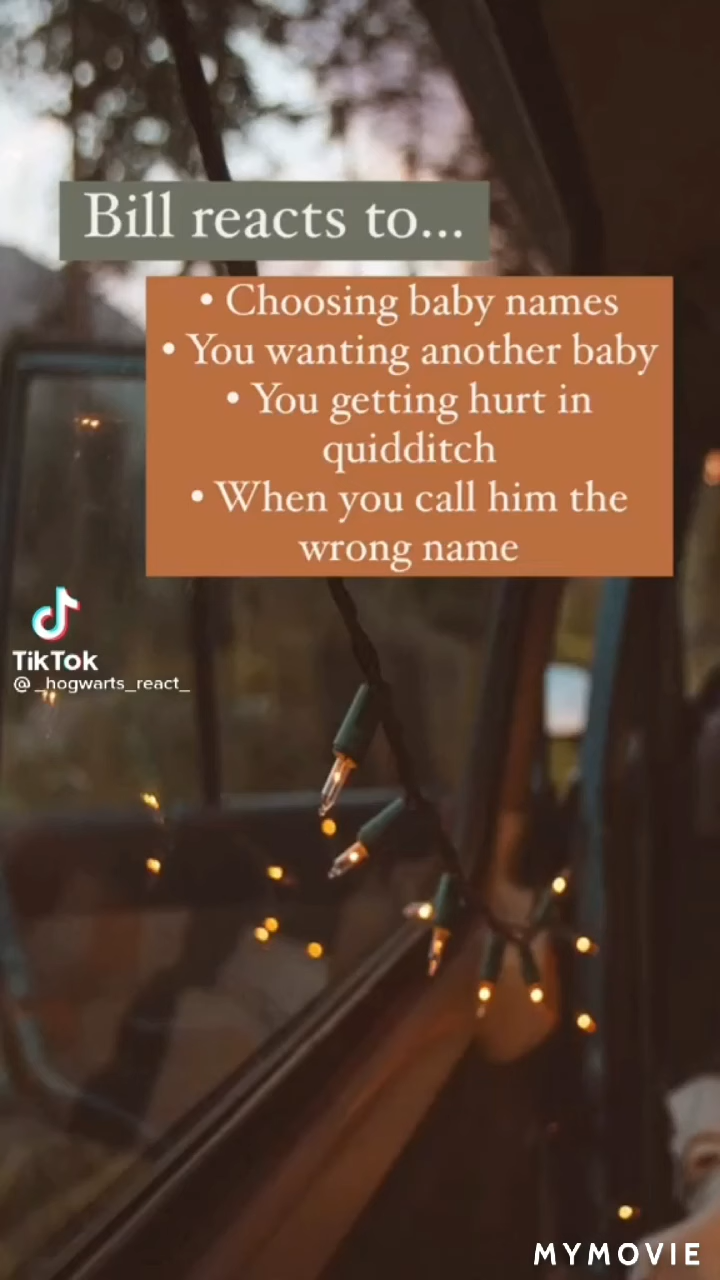 Bill reacts to...
• Choosing baby names
• You wanting another baby
• You getting hurt in
quidditch
• When you call him the
wrong name
TikTok
@_hogwarts_react_
MYMOVIE